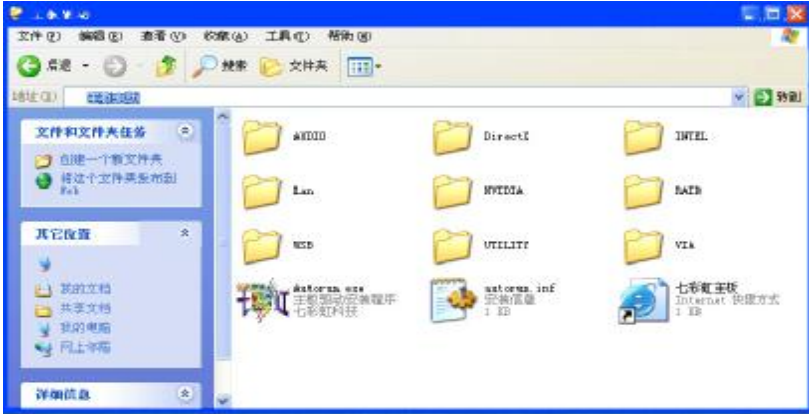 文件(F) 编辑(E) 查看(V) 收藏(A) 工具(T) 帮助(H)
后退 搜索 文件夹
地址(D) 转到
文件和文件夹任务
创建一个新文件夹
将这个文件夹发布到
Web
其它位置
我的文档
共享文档
我的电脑
网上邻居
详细信息
AUDIO DirectX INTEL
Lan NVIDIA RAID
USB UTILITY VIA
Autorun.exe
主板驱动安装程序
七彩虹科技
autorun.inf
安装信息
1 KB
七彩虹主板
Internet 快捷方式
1 KB